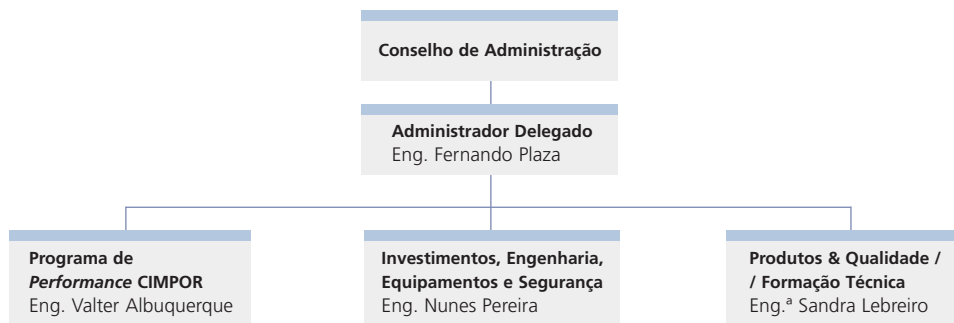 Conselho de Administração
Administrador Delegado
Eng. Fernando Plaza
Programa de
Performance CIMPOR
Eng. Valter Albuquerque
Investimentos, Engenharia,
Equipamentos e Segurança
Eng. Nunes Pereira
Produtos & Qualidade /
/ Formação Técnica
Eng.ª Sandra Lebreiro